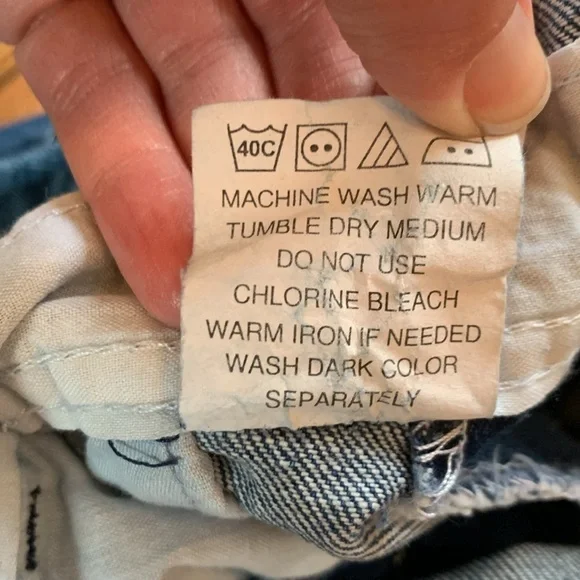 40C
MACHINE WASH WARM
TUMBLE DRY MEDIUM
DO NOT USE
CHLORINE BLEACH
WARM IRON IF NEEDED
WASH DARK COLOR
SEPARATELY